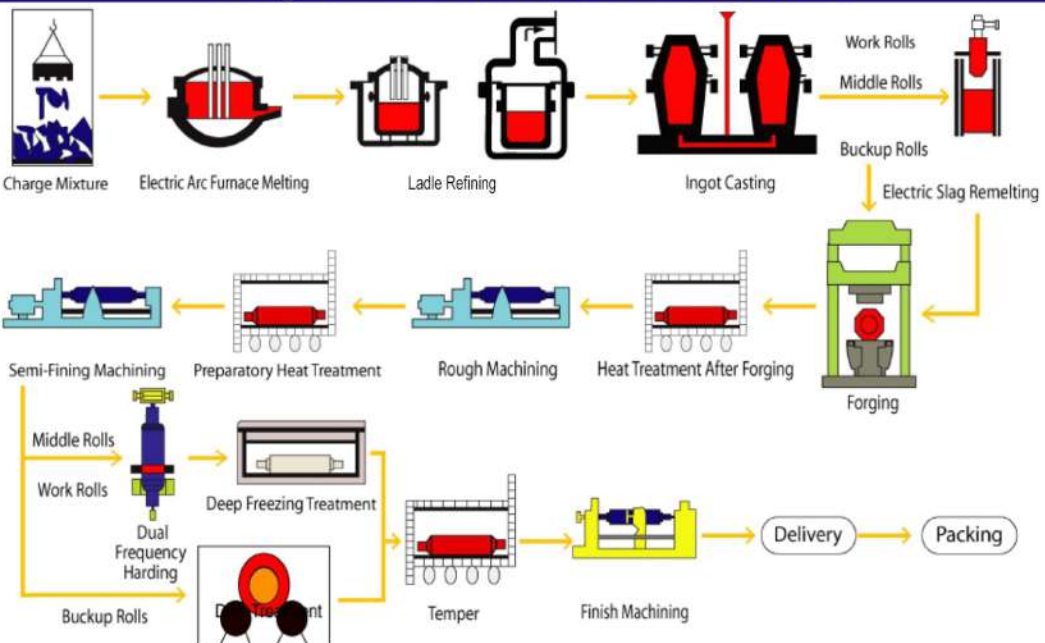 Work Rolls
Middle Rolls
Buckup Rolls
Charge Mixture
Electric Arc Furnace Melting
Ladle Refining
Ingot Casting
Electric Slag Remelting
Semi-Fining Machining
Preparatory Heat Treatment
Rough Machining
Heat Treatment After Forging
Forging
Middle Rolls
Work Rolls
Dual
Frequency
Harding
Deep Freezing Treatment
Buckup Rolls
Treatment
Temper
Finish Machining
Delivery
Packing